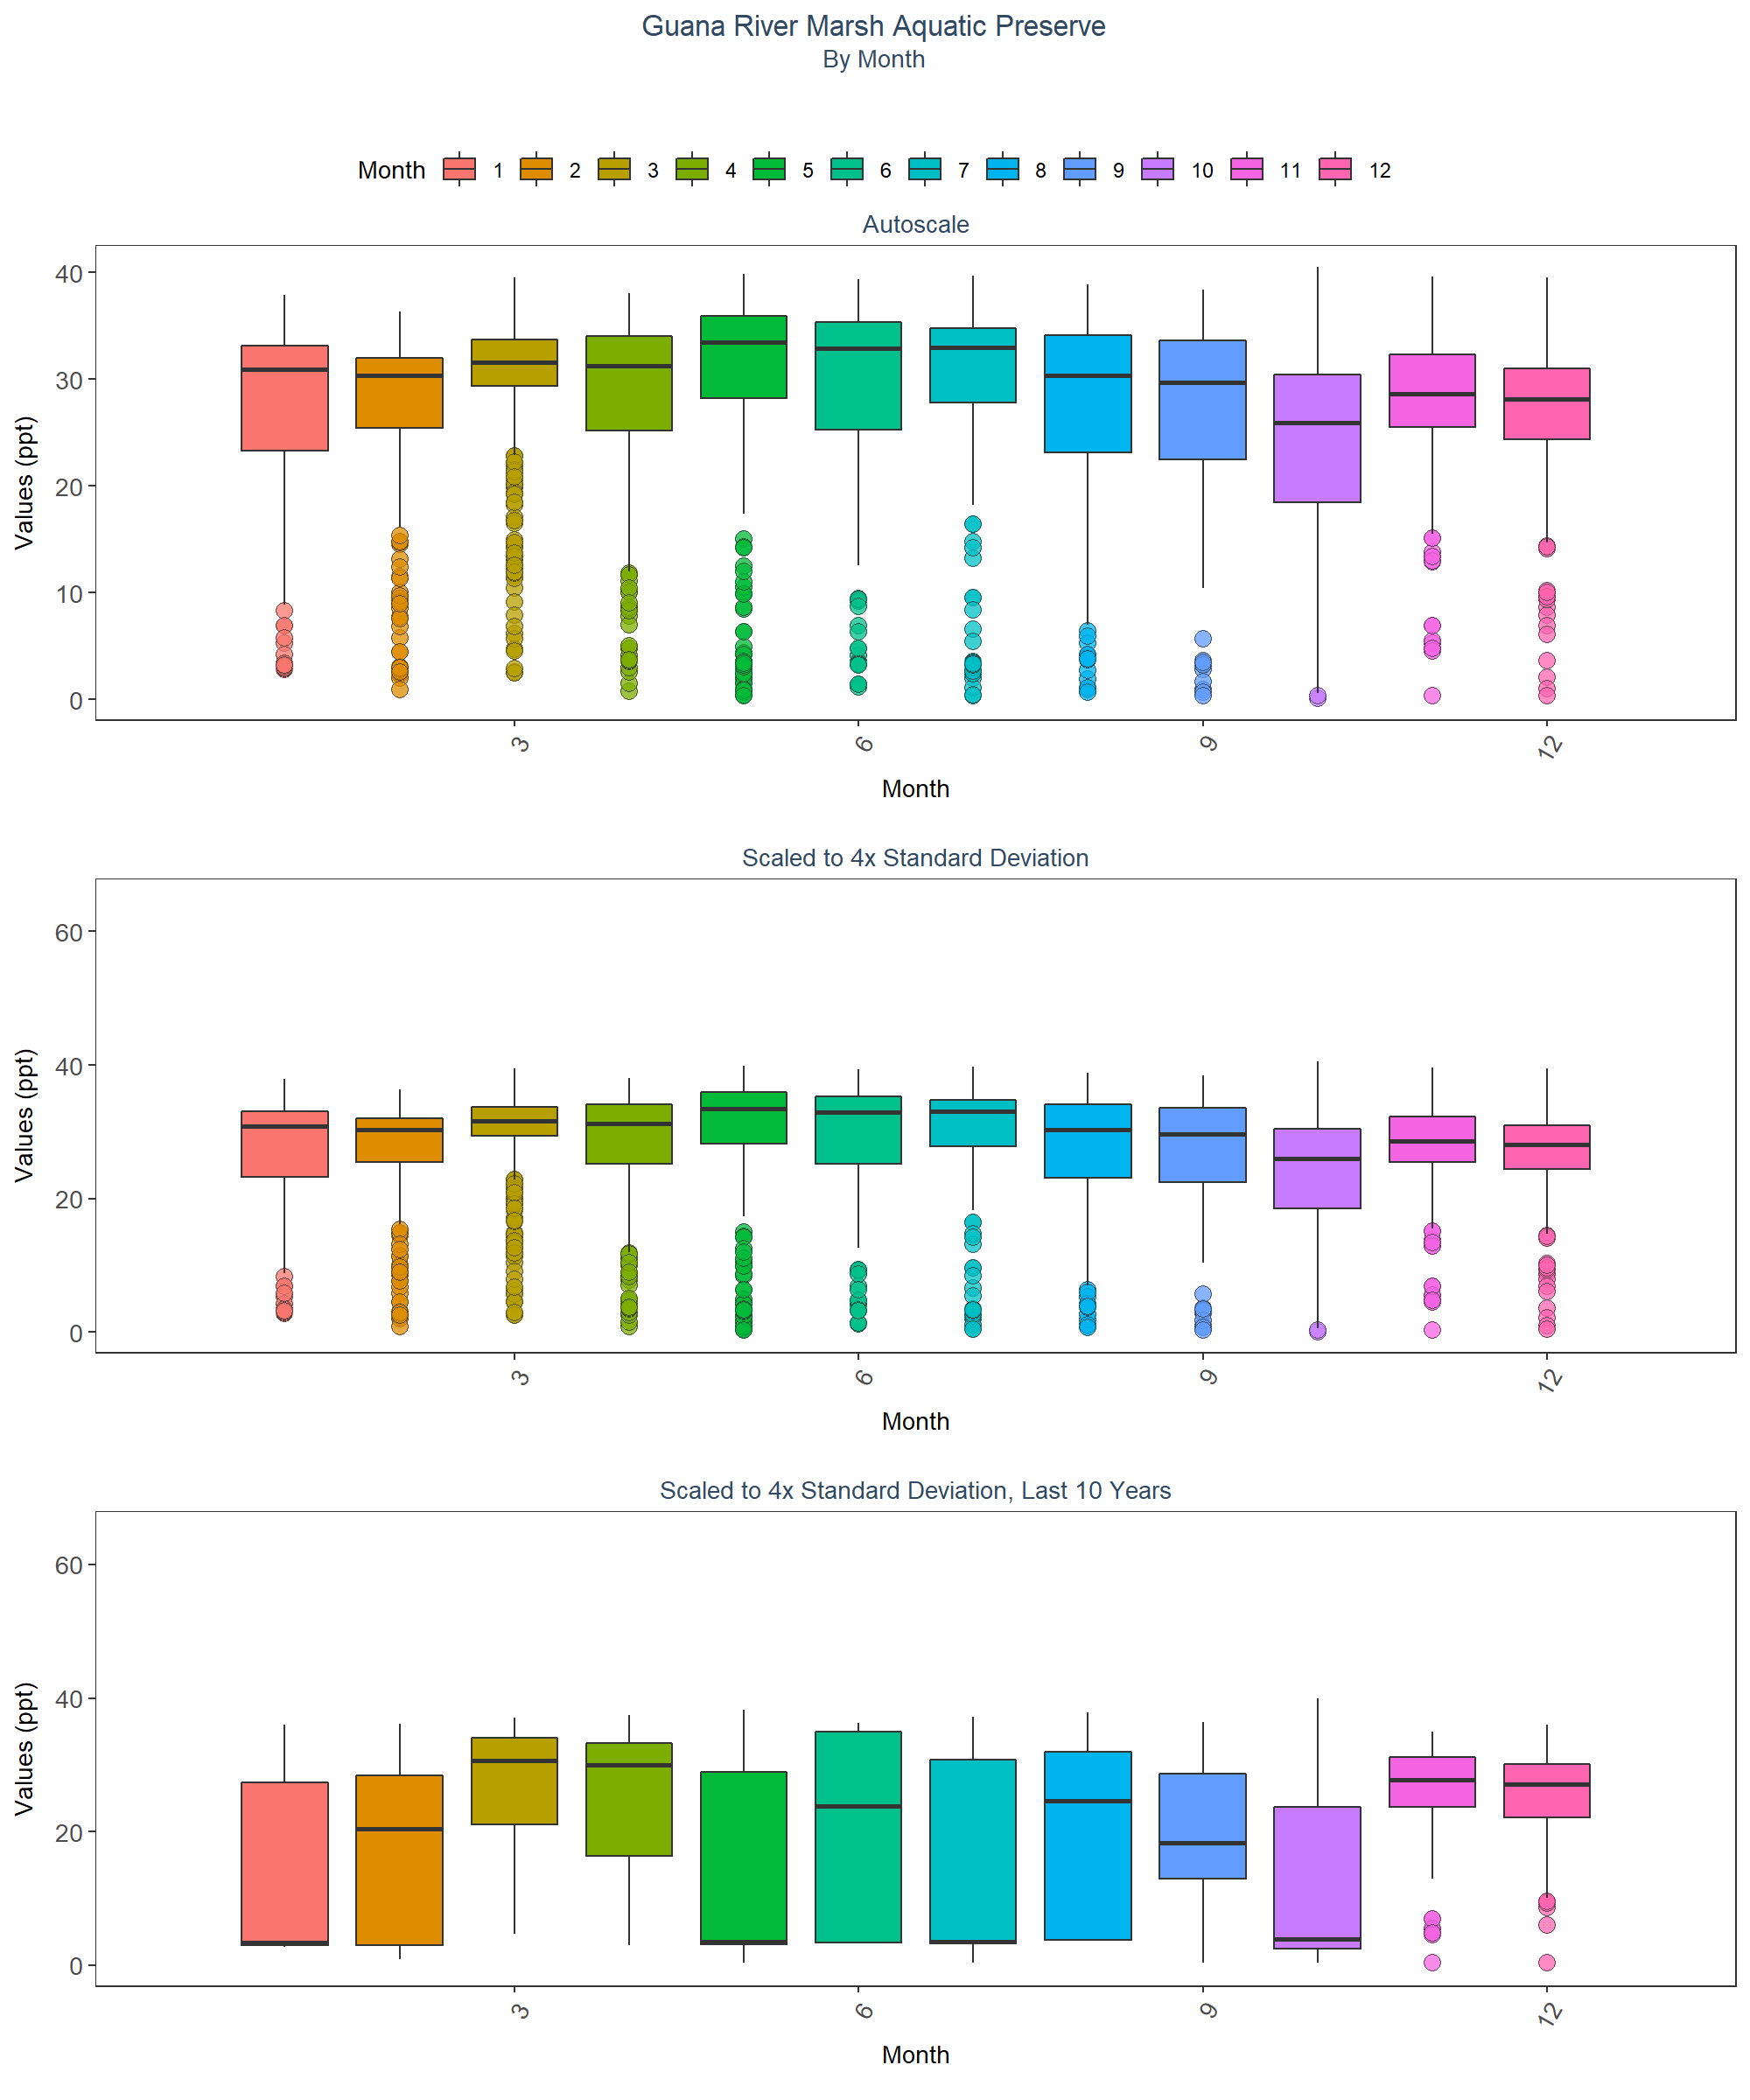 Guana River Marsh Aquatic Preserve
By Month
Month 1 2 3 4 5 6 7 8 9 10 11 12
Autoscale
Values (ppt)
40
30
20
10
0
3 6 9 12
Month
Scaled to 4x Standard Deviation
Values (ppt)
60
40
20
0
3 6 9 12
Month
Scaled to 4x Standard Deviation, Last 10 Years
Values (ppt)
60
40
20
0
3 6 9 12
Month